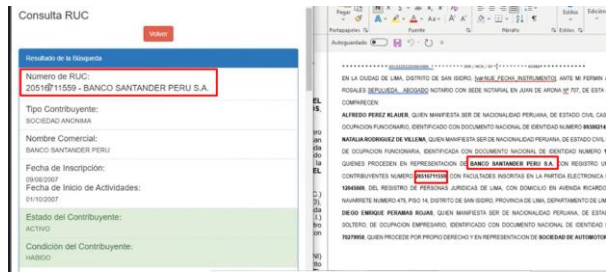 Consulta RUC
Volver
Resultado de la Búsqueda
Número de RUC:
20516711559 - BANCO SANTANDER PERU S.A.
Tipo Contribuyente:
SOCIEDAD ANONIMA
Nombre Comercial:
BANCO SANTANDER PERU
Fecha de Inscripción:
09/08/2007
Fecha de Inicio de Actividades:
01/10/2007
Estado del Contribuyente:
ACTIVO
Condición del Contribuyente:
HABIDO
Pegar
Portapapeles
Fuente
Párrafo
Estilos
Edición
Autoguardado
EN LA CIUDAD DE LIMA, DISTRITO DE SAN ISIDRO, ANTE MI FERMIN
ROSALES SEPULVEDA, ABOGADO NOTARIO CON SEDE NOTARIAL EN JUAN DE ARONA Nº 707, DE ESTA
COMPARECEN:
ALFREDO PEREZ KLAUER, QUIEN MANIFIESTA SER DE NACIONALIDAD PERUANA, DE ESTADO CIVIL CAS
OCUPACION FUNCIONARIO, IDENTIFICADO CON DOCUMENTO NACIONAL DE IDENTIDAD NUMERO
NATALIA RODRIGUEZ DE VILLENA, QUIEN MANIFIESTA SER DE NACIONALIDAD PERUANA, DE ESTADO CIVIL
DE OCUPACION FUNCIONARIA, IDENTIFICADA CON DOCUMENTO NACIONAL DE IDENTIDAD NUMERO 1
QUIENES PROCEDEN EN REPRESENTACION DE BANCO SANTANDER PERU S.A. CON REGISTRO UN
CONTRIBUYENTES NUMERO 20516711559 CON FACULTADES INSCRITAS EN LA PARTIDA ELECTRONICA
DEL REGISTRO DE PERSONAS JURIDICAS DE LIMA, CON DOMICILIO EN AVENIDA RICARDO
NAVARRETE NUMERO 475, PISO 14, DISTRITO DE SAN ISIDRO, PROVINCIA DE LIMA, DEPARTAMENTO DE LIM
DIEGO ENRIQUE PERAMAS ROJAS, QUIEN MANIFIESTA SER DE NACIONALIDAD PERUANA, DE ESTA
SOLTERO, DE OCUPACION EMPRESARIO, IDENTIFICADO CON DOCUMENTO NACIONAL DE IDENTIDAD
QUIEN PROCEDE POR PROPIO DERECHO Y EN REPRESENTACION DE SOCIEDAD DE AUTOMOTOR